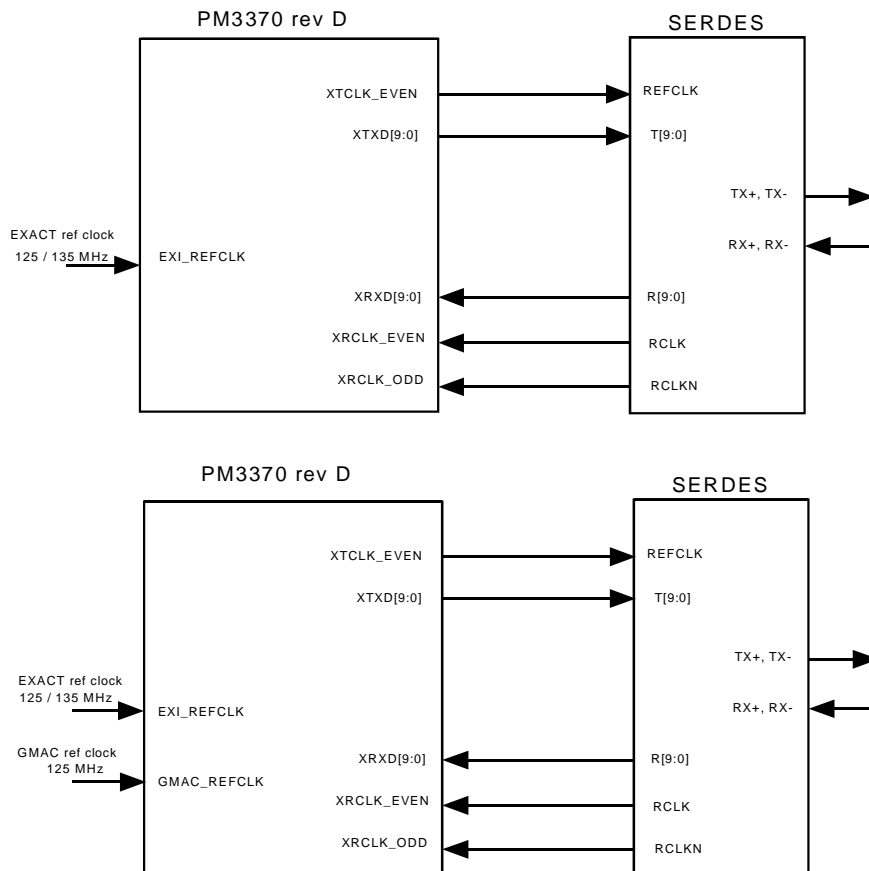 PM3370 rev D
SERDES
XTCLK_EVEN
REFCLK
XTXD[9:0]
T[9:0]
TX+, TX-
EXACT ref clock
125 / 135 MHz
EXI_REFCLK
RX+, RX-
XRXD[9:0]
R[9:0]
XRCLK_EVEN
RCLK
XRCLK_ODD
RCLKN
PM3370 rev D
SERDES
XTCLK_EVEN
REFCLK
XTXD[9:0]
T[9:0]
TX+, TX-
EXACT ref clock
125 / 135 MHz
EXI_REFCLK
RX+, RX-
GMAC ref clock
125 MHz
GMAC_REFCLK
XRXD[9:0]
R[9:0]
XRCLK_EVEN
RCLK
XRCLK_ODD
RCLKN